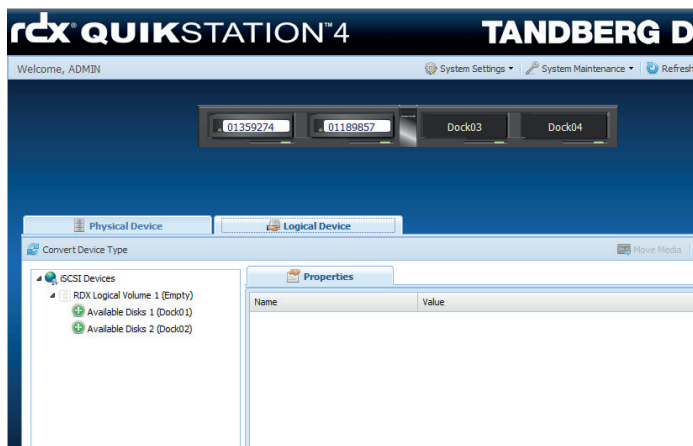 rdx® QUIKSTATION™4 TANDBERG D
Welcome, ADMIN System Settings System Maintenance Refresh
01359274 01189857 Dock03 Dock04
Physical Device Logical Device
Convert Device Type Move Media
iSCSI Devices Properties
RDX Logical Volume 1 (Empty) Name Value
Available Disks 1 (Dock01)
Available Disks 2 (Dock02)